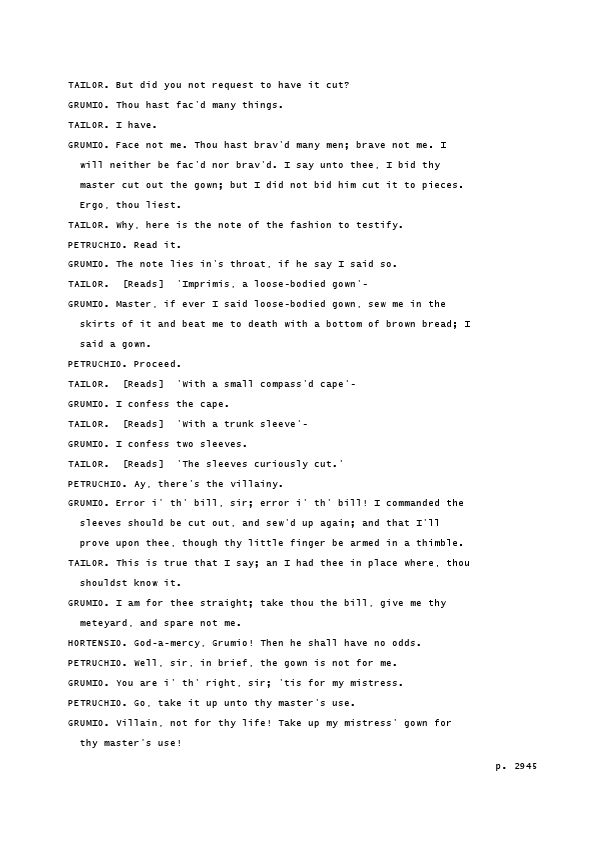 TAILOR. But did you not request to have it cut?
GRUMIO. Thou hast fac'd many things.
TAILOR. I have.
GRUMIO. Face not me. Thou hast brav'd many men; brave not me. I
will neither be fac'd nor brav'd. I say unto thee, I bid thy
master cut out the gown; but I did not bid him cut it to pieces.
Ergo, thou liest.
TAILOR. Why, here is the note of the fashion to testify.
PETRUCHIO. Read it.
GRUMIO. The note lies in's throat, if he say I said so.
TAILOR.  [Reads]  'Imprimis, a loose-bodied gown'-
GRUMIO. Master, if ever I said loose-bodied gown, sew me in the
skirts of it and beat me to death with a bottom of brown bread; I
said a gown.
PETRUCHIO. Proceed.
TAILOR.  [Reads]  'With a small compass'd cape'-
GRUMIO. I confess the cape.
TAILOR.  [Reads]  'With a trunk sleeve'-
GRUMIO. I confess two sleeves.
TAILOR.  [Reads]  'The sleeves curiously cut.'
PETRUCHIO. Ay, there's the villainy.
GRUMIO. Error i' th' bill, sir; error i' th' bill! I commanded the
sleeves should be cut out, and sew'd up again; and that I'll
prove upon thee, though thy little finger be armed in a thimble.
TAILOR. This is true that I say; an I had thee in place where, thou
shouldst know it.
GRUMIO. I am for thee straight; take thou the bill, give me thy
meteyard, and spare not me.
HORTENSIO. God-a-mercy, Grumio! Then he shall have no odds.
PETRUCHIO. Well, sir, in brief, the gown is not for me.
GRUMIO. You are i' th' right, sir; 'tis for my mistress.
PETRUCHIO. Go, take it up unto thy master's use.
GRUMIO. Villain, not for thy life! Take up my mistress' gown for
thy master's use!
p. 2945